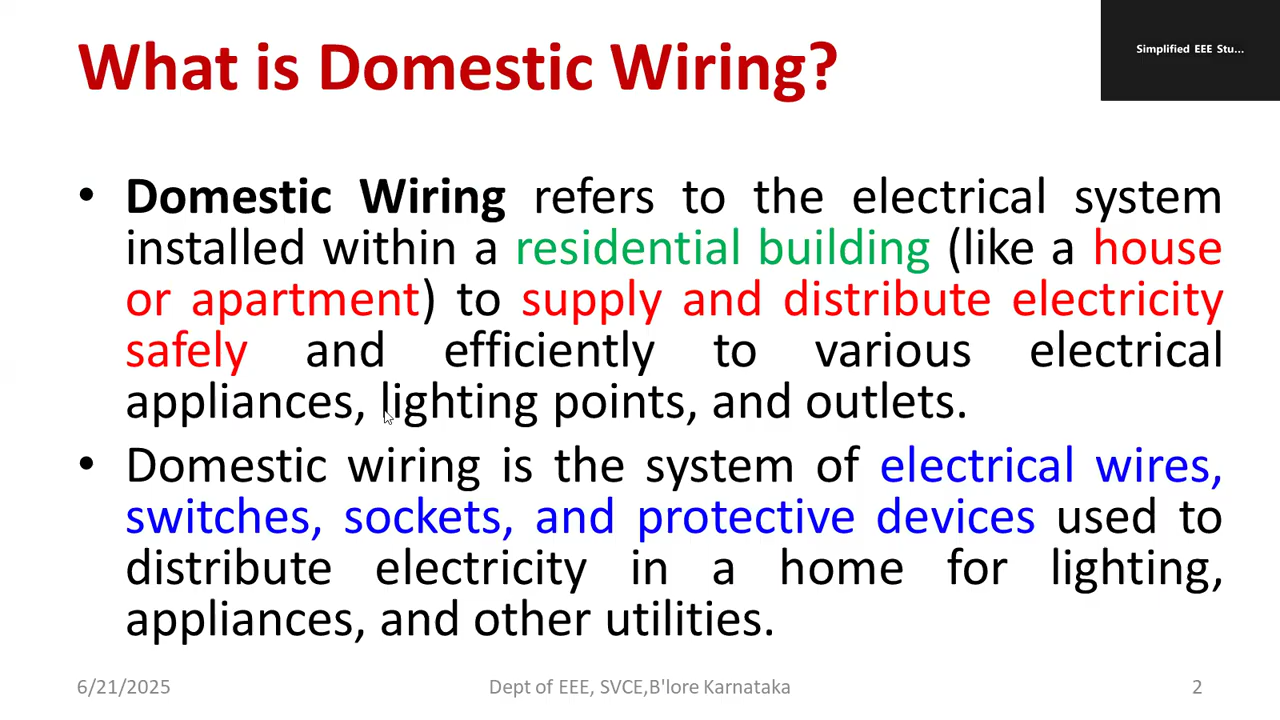 What is Domestic Wiring?
Simplified EEE Stu...
• Domestic Wiring refers to the electrical system
installed within a residential building (like a house
or apartment) to supply and distribute electricity
safely and efficiently to various electrical
appliances, lighting points, and outlets.
• Domestic wiring is the system of electrical wires,
switches, sockets, and protective devices used to
distribute electricity in a home for lighting,
appliances, and other utilities.
6/21/2025
Dept of EEE, SVCE,B'lore Karnataka
2